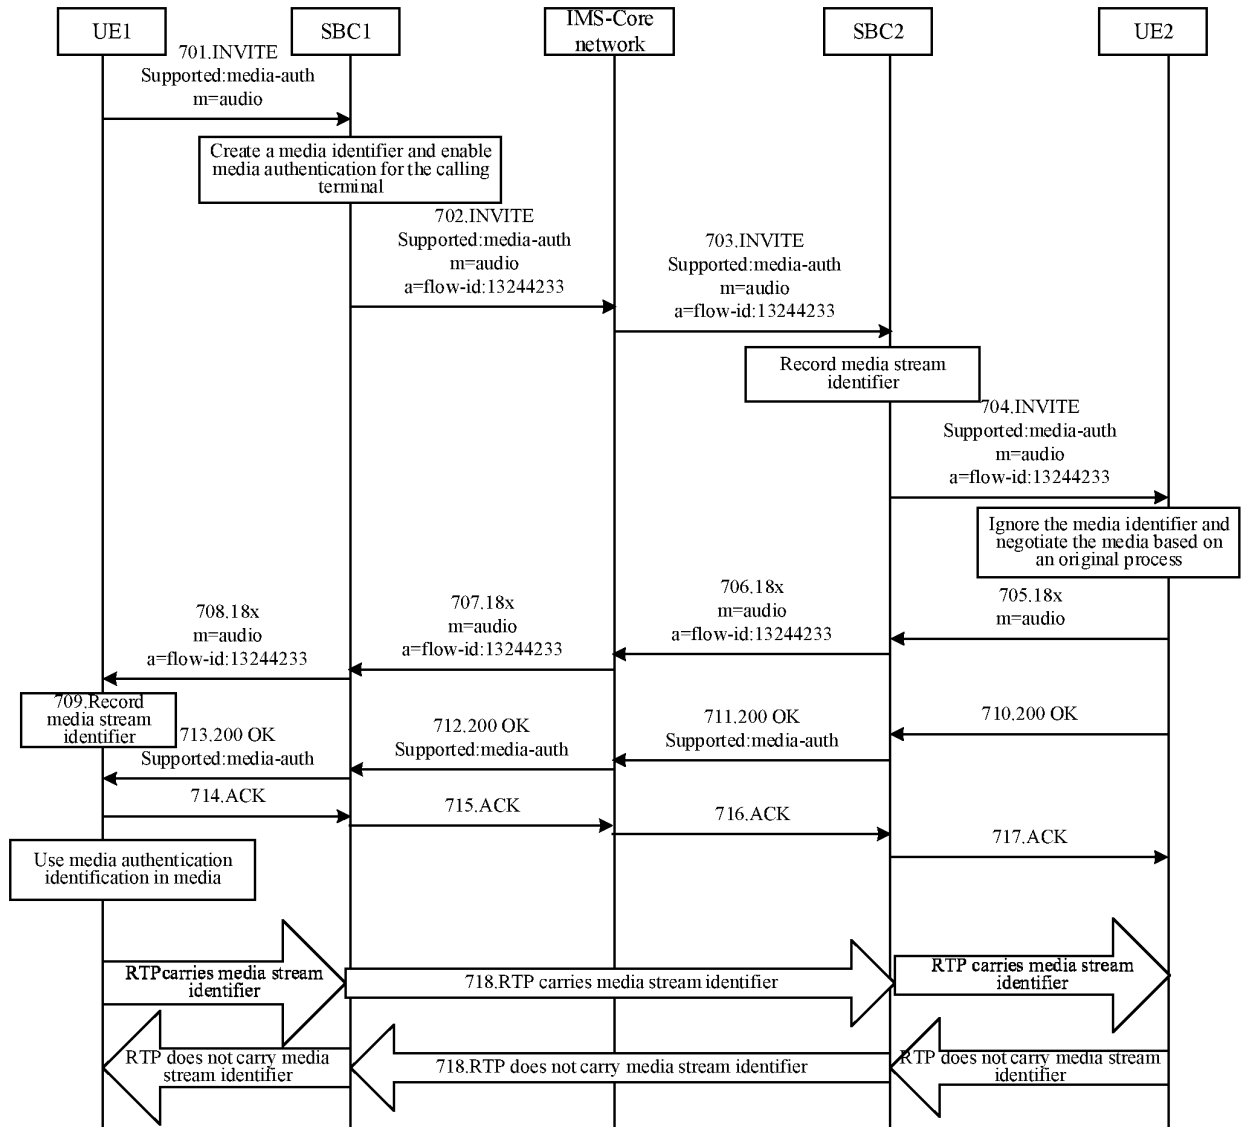 UE1
SBC1
IMS-Core
network
SBC2
UE2
701.INVITE
Supported:media-auth
m=audio
Create a media identifier and enable
media authentication for the calling
terminal
702.INVITE
Supported:media-auth
m=audio
a=flow-id:13244233
703.INVITE
Supported:media-auth
m=audio
a=flow-id:13244233
Record media stream
identifier
704.INVITE
Supported:media-auth
m=audio
a=flow-id:13244233
Ignore the media identifier and
negotiate the media based on
an original process
705.18x
m=audio
706.18x
m=audio
a=flow-id:13244233
707.18x
m=audio
a=flow-id:13244233
708.18x
m=audio
a=flow-id:13244233
709.Record
media stream
identifier
710.200 OK
711.200 OK
Supported:media-auth
712.200 OK
Supported:media-auth
713.200 OK
Supported:media-auth
714.ACK
715.ACK
716.ACK
717.ACK
Use media authentication
identification in media
RTP carries media stream
identifier
718.RTP carries media stream identifier
RTP carries media stream
identifier
RTP does not carry media
stream identifier
718.RTP does not carry media stream identifier
RTP does not carry media stream
identifier